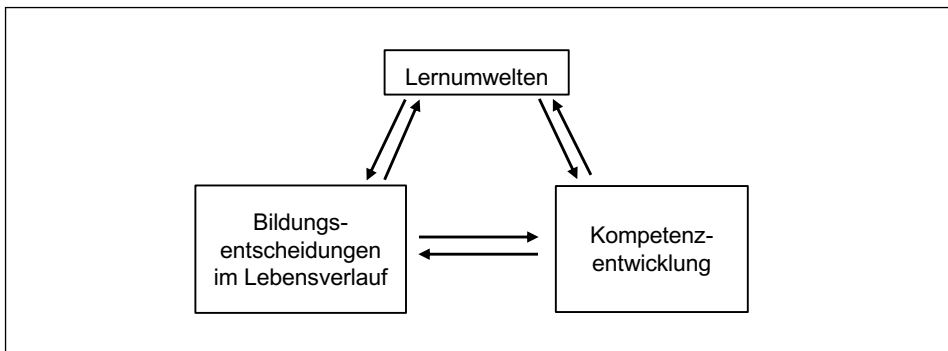 Lernumwelten
Bildungs-
entscheidungen
im Lebensverlauf
Kompetenz-
entwicklung